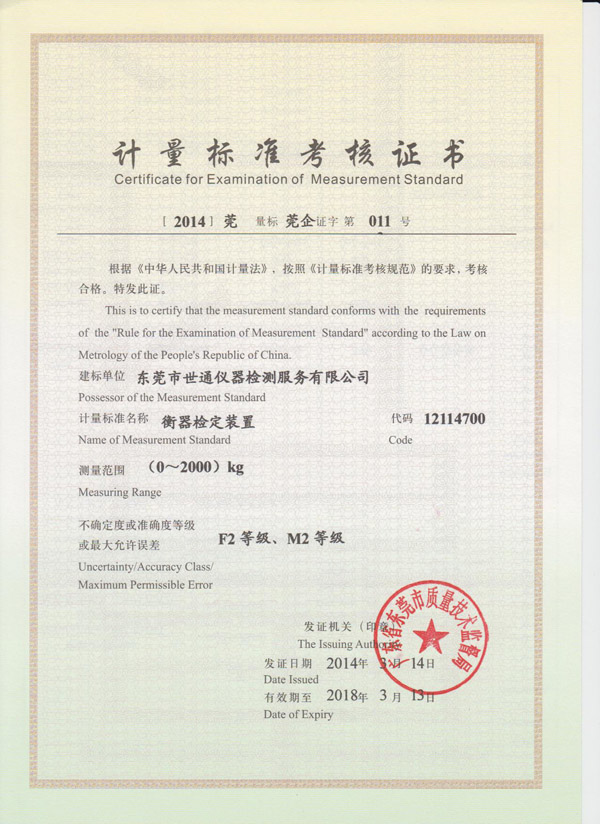 计量标准考核证书
Certificate for Examination of Measurement Standard
［2014］莞 量标 莞企证字 第 011 号
根据《中华人民共和国计量法》，按照《计量标准考核规范》的要求，考核
合格。特发此证。
This is to certify that the measurement standard conforms with the requirements
of the "Rule for the Examination of Measurement Standard" according to the Law on
Metrology of the People's Republic of China.
建标单位 东莞市世通仪器检测服务有限公司
Possessor of the Measurement Standard
计量标准名称 衡器检定装置 代码 12114700
Name of Measurement Standard Code
测量范围 （0～2000）kg
Measuring Range
不确定度或准确度等级
或最大允许误差 F2 等级、M2 等级
Uncertainty/Accuracy Class/
Maximum Permissible Error
发证机关（印章）
The Issuing Authority
广东省东莞市质量技术监督局
发证日期 2014年 3 月 14 日
Date Issued
有效期至 2018年 3 月 13 日
Date of Expiry